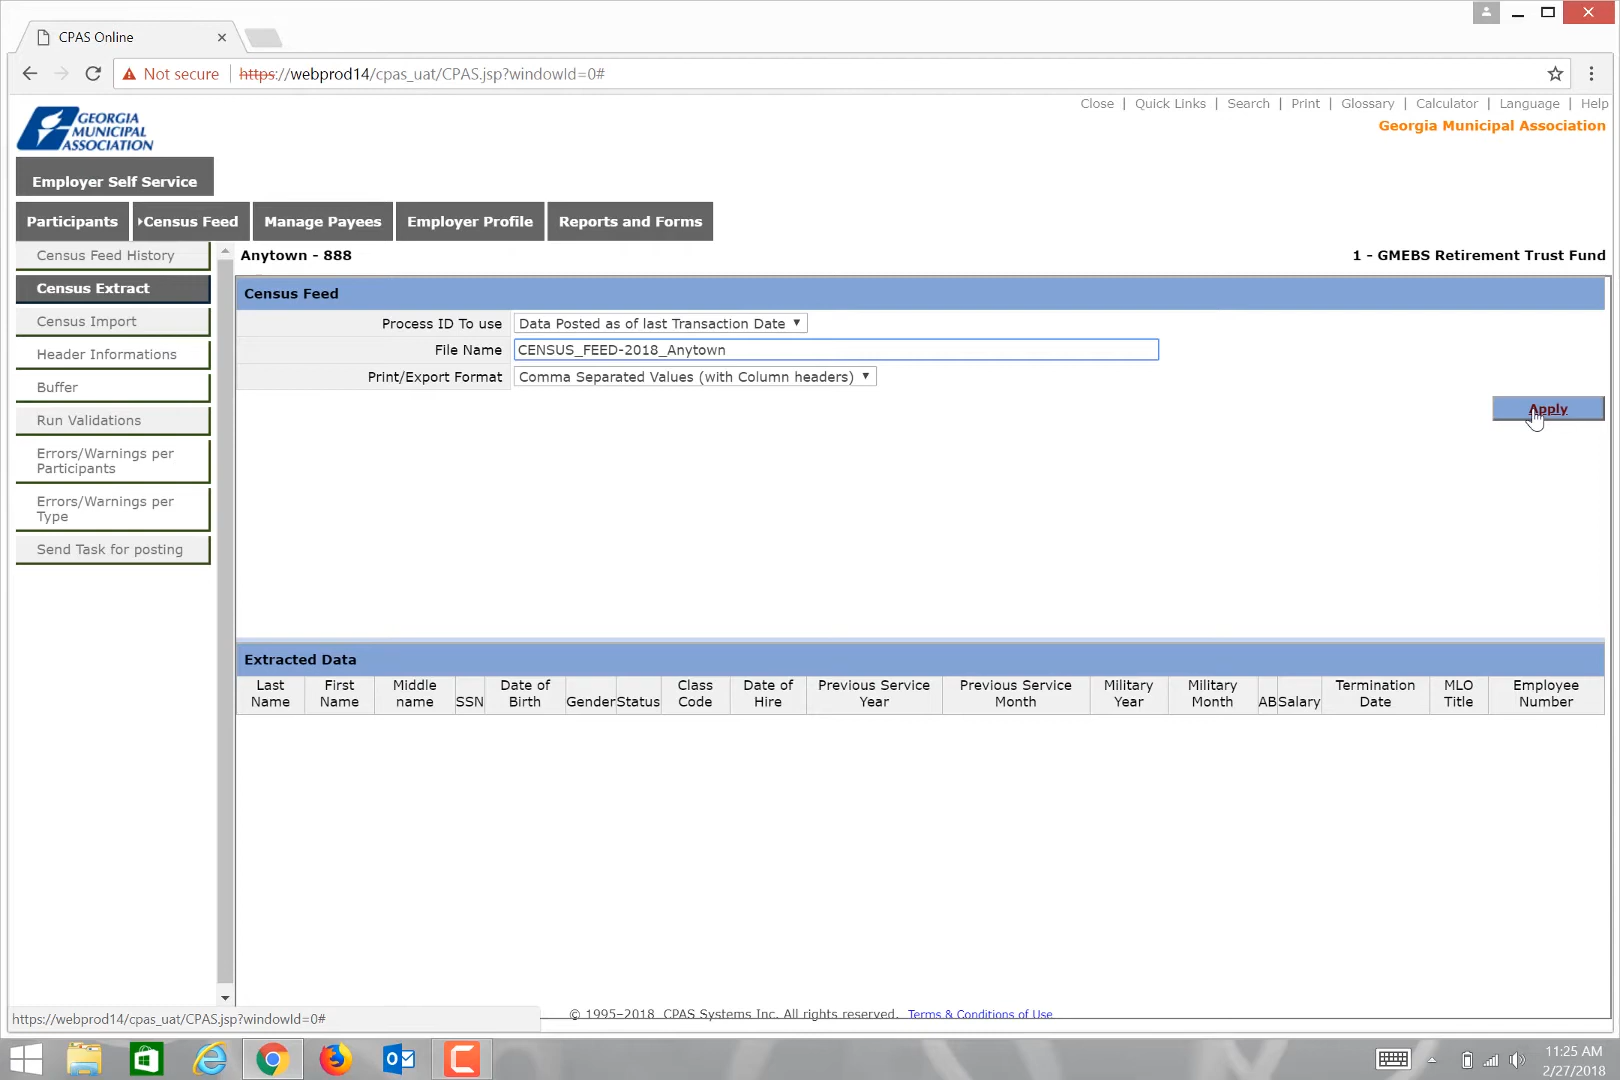 CPAS Online
Not secure
https://webprod14/cpas_uat/CPAS.jsp?windowId=0#
Close | Quick Links | Search | Print | Glossary | Calculator | Language | Help
GEORGIA
MUNICIPAL
ASSOCIATION
Georgia Municipal Association
Employer Self Service
Participants
Census Feed
Manage Payees
Employer Profile
Reports and Forms
Census Feed History
Census Extract
Census Import
Header Informations
Buffer
Run Validations
Errors/Warnings per
Participants
Errors/Warnings per
Type
Send Task for posting
Anytown - 888
1 - GMEBS Retirement Trust Fund
Census Feed
Process ID To use
Data Posted as of last Transaction Date
File Name
CENSUS_FEED-2018_Anytown
Print/Export Format
Comma Separated Values (with Column headers)
Apply
Extracted Data
Last
Name
First
Name
Middle
name
SSN
Date of
Birth
Gender
Status
Class
Code
Date of
Hire
Previous Service
Year
Previous Service
Month
Military
Year
Military
Month
AB
Salary
Termination
Date
MLO
Title
Employee
Number
https://webprod14/cpas_uat/CPAS.jsp?windowId=0#
© 1995-2018 CPAS Systems Inc. All rights reserved. Terms & Conditions of Use
11:25 AM
2/27/2018